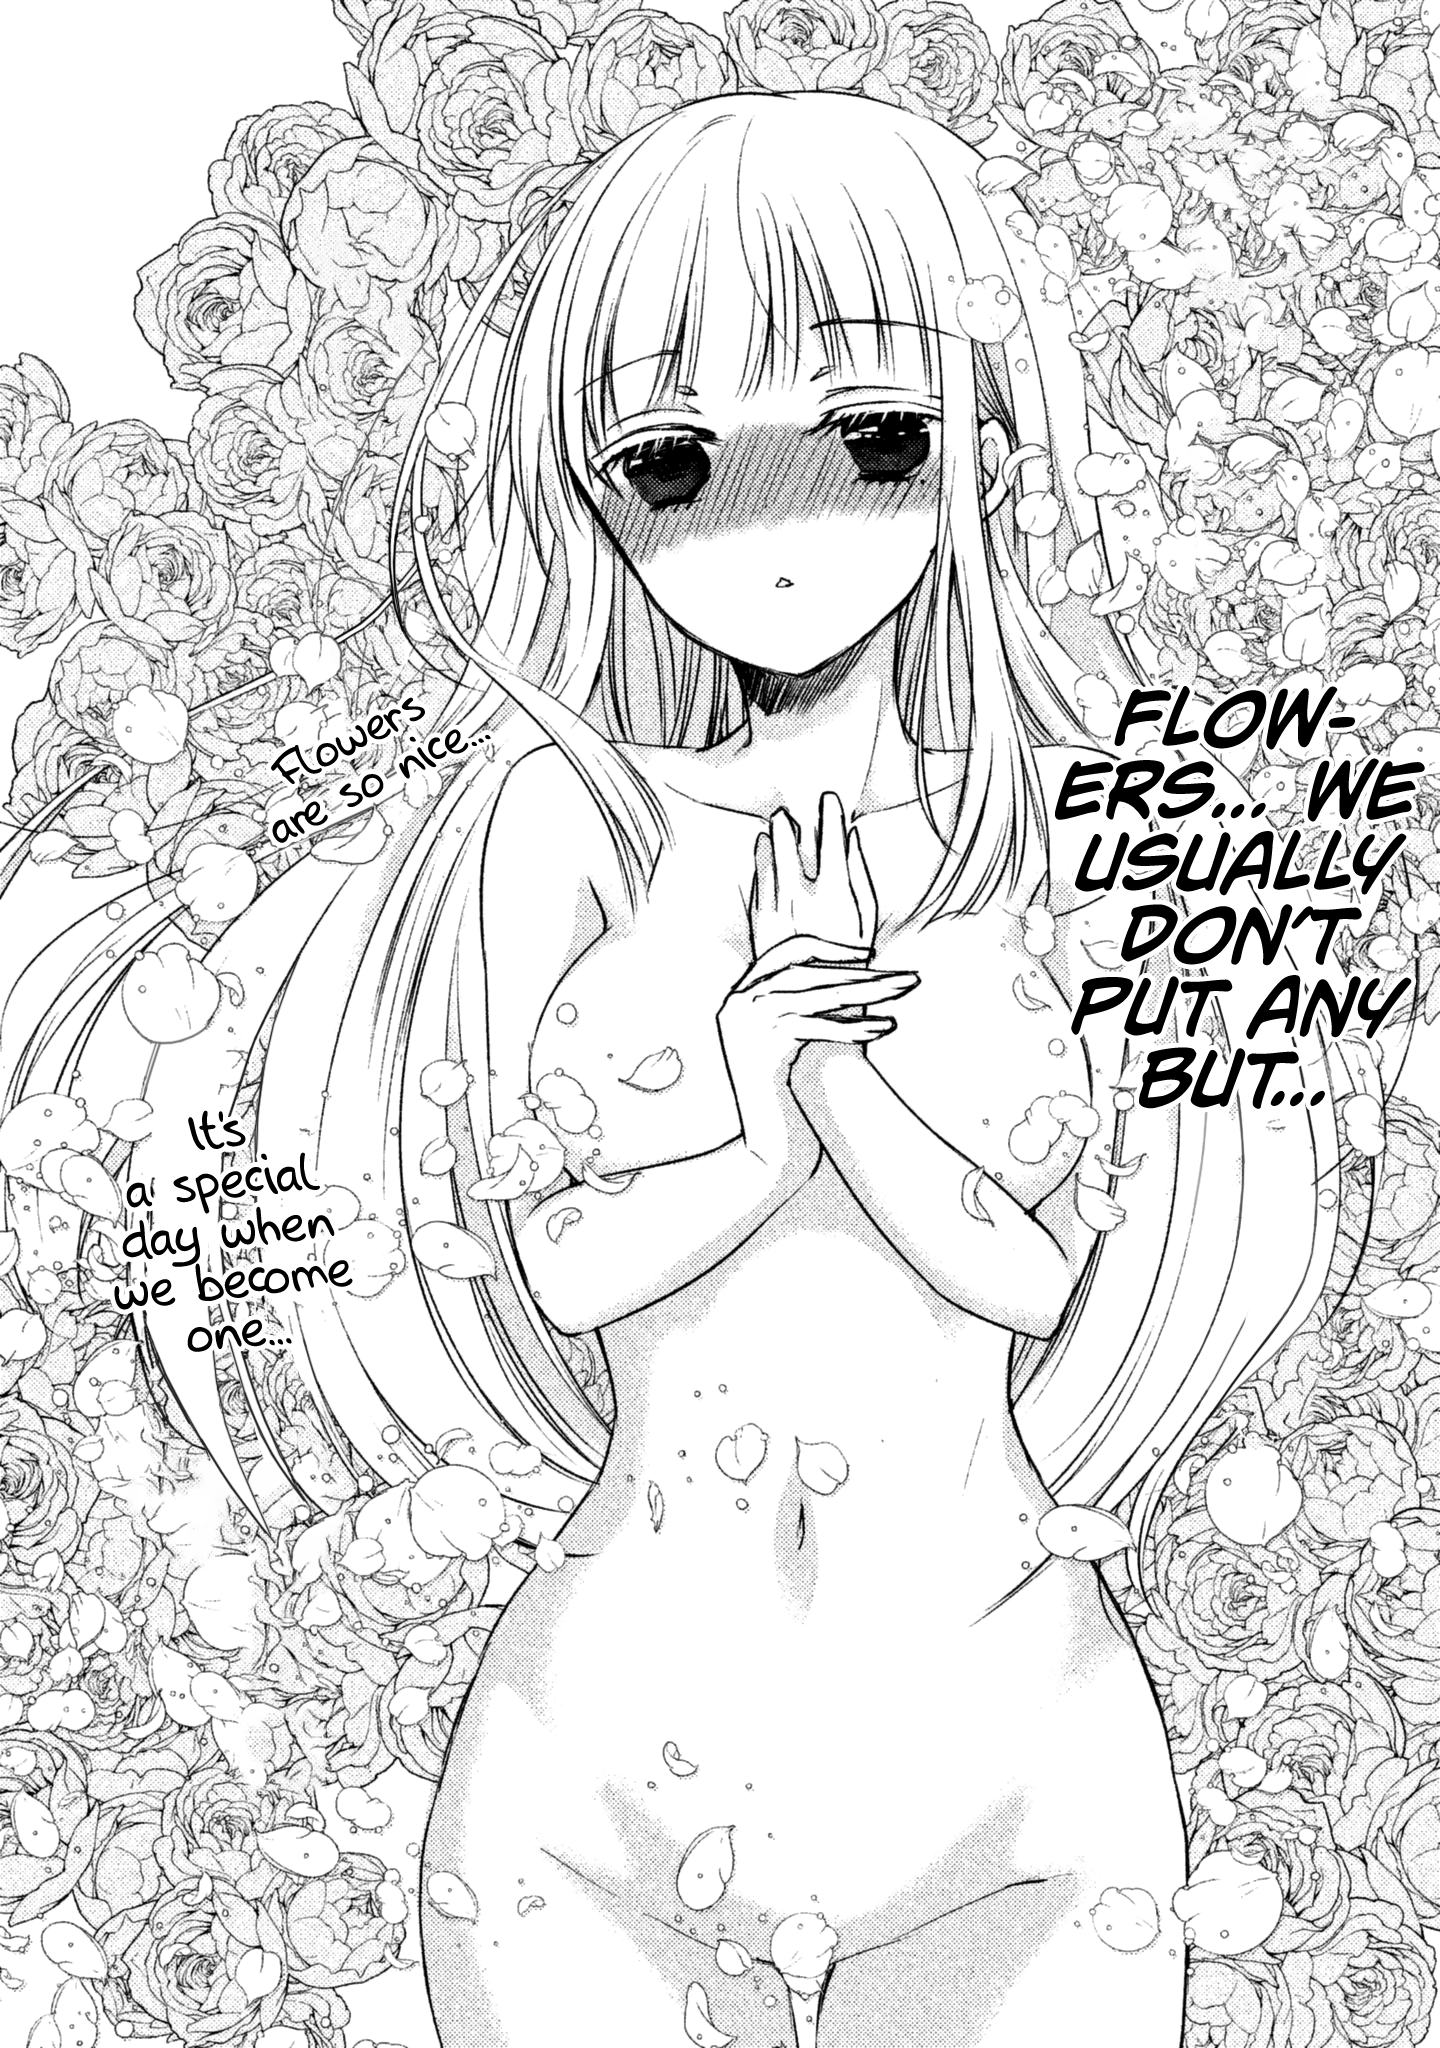 FLOW-
ERS... WE
USUALLY
DON'T
PUT ANY
BUT...
Flowers
are so nice...
It's
a special
day when
we become
one...